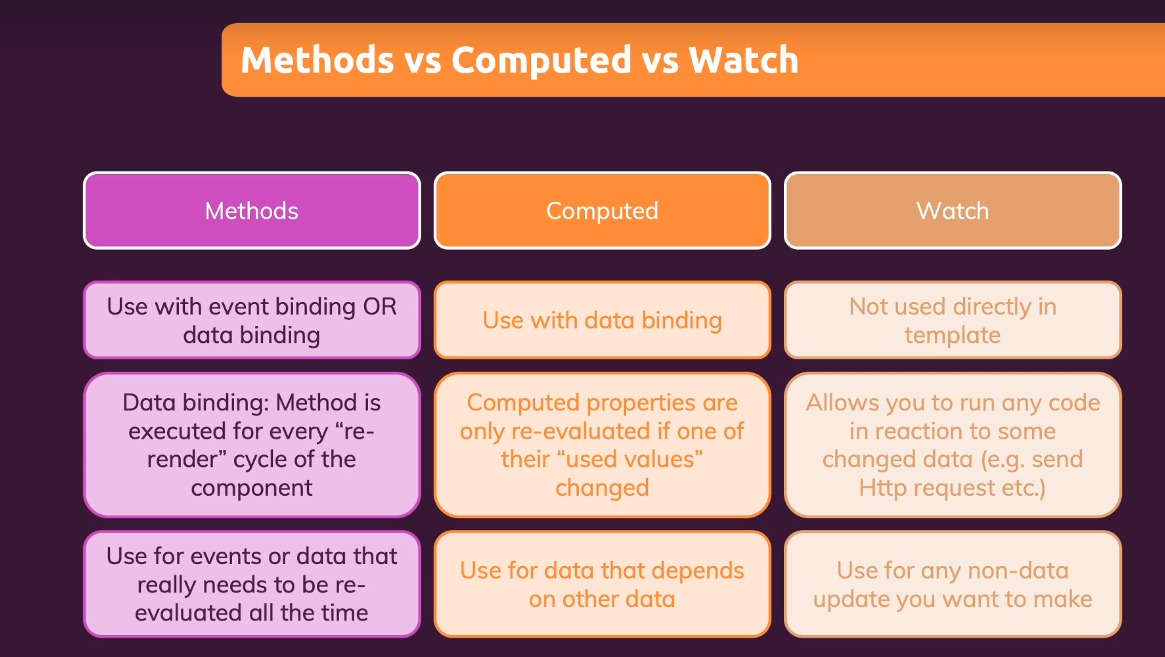 Methods vs Computed vs Watch
Methods
Computed
Watch
Use with event binding OR
data binding
Use with data binding
Not used directly in
template
Data binding: Method is
executed for every “re-
render” cycle of the
component
Computed properties are
only re-evaluated if one of
their “used values”
changed
Allows you to run any code
in reaction to some
changed data (e.g. send
Http request etc.)
Use for events or data that
really needs to be re-
evaluated all the time
Use for data that depends
on other data
Use for any non-data
update you want to make